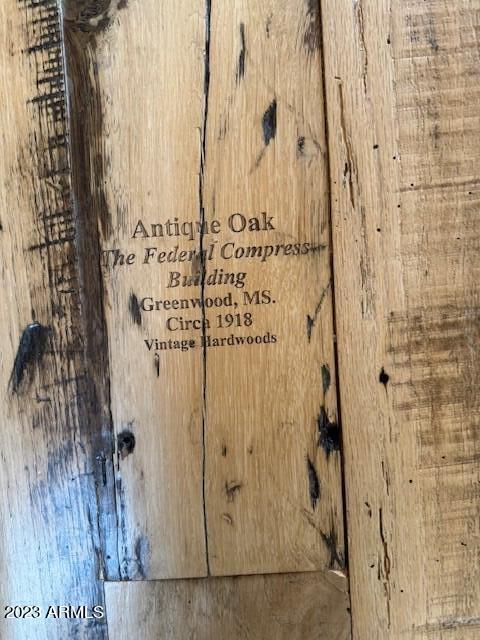 Antique Oak
The Federal Compress
Building
Greenwood, MS.
Circa 1918
Vintage Hardwoods
2023 ARMLS